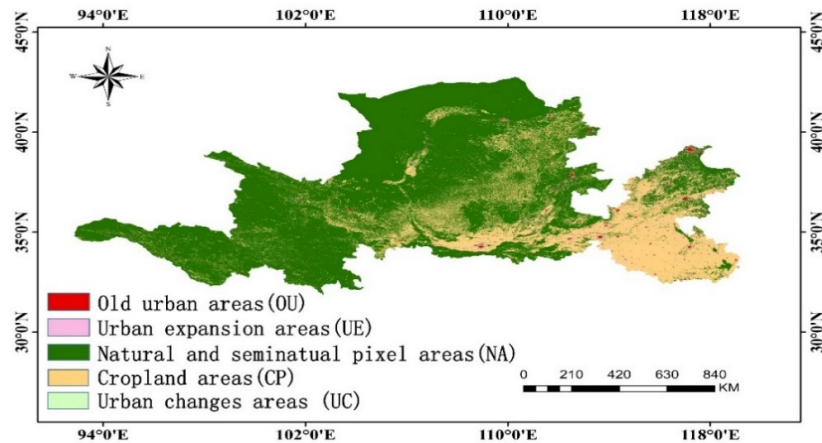 94°0'E 102°0'E 110°0'E 118°0'E
45°0'N 45°0'N
N
W E
S
40°0'N 40°0'N
35°0'N 35°0'N
Old urban areas(OU)
Urban expansion areas(UE)
30°0'N 30°0'N
Natural and seminatual pixel areas(NA)
Cropland areas(CP)
0 210 420 630 840
KM
Urban changes areas (UC)
94°0'E 102°0'E 110°0'E 118°0'E